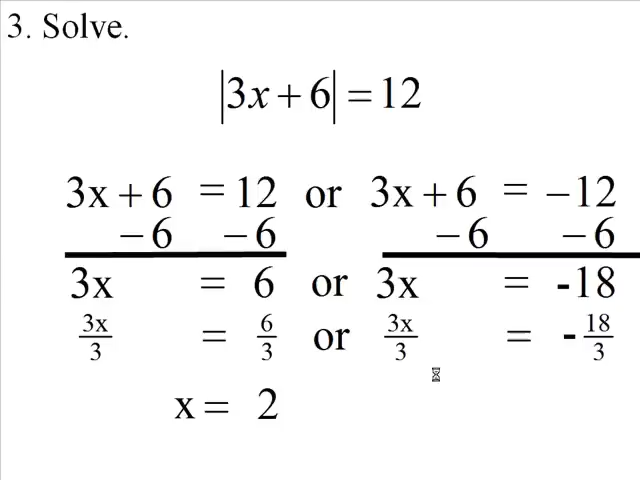 3. Solve.
|3x + 6| = 12
3x + 6 = 12 or 3x + 6 = −12
− 6 − 6 − 6 − 6
3x = 6 or 3x = -18
3x/3 = 6/3 or 3x/3 = - 18/3
x = 2